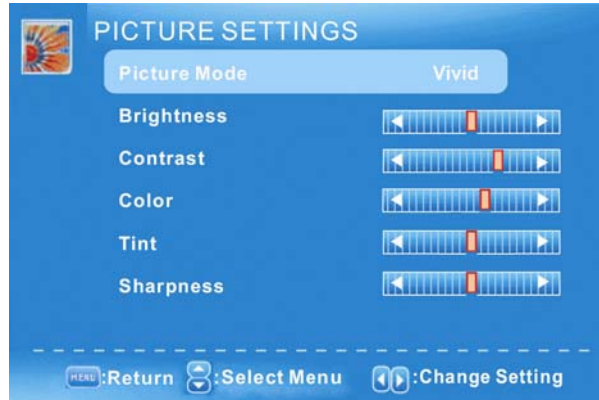 PICTURE SETTINGS
Picture Mode Vivid
Brightness
Contrast
Color
Tint
Sharpness
MENU :Return :Select Menu :Change Setting